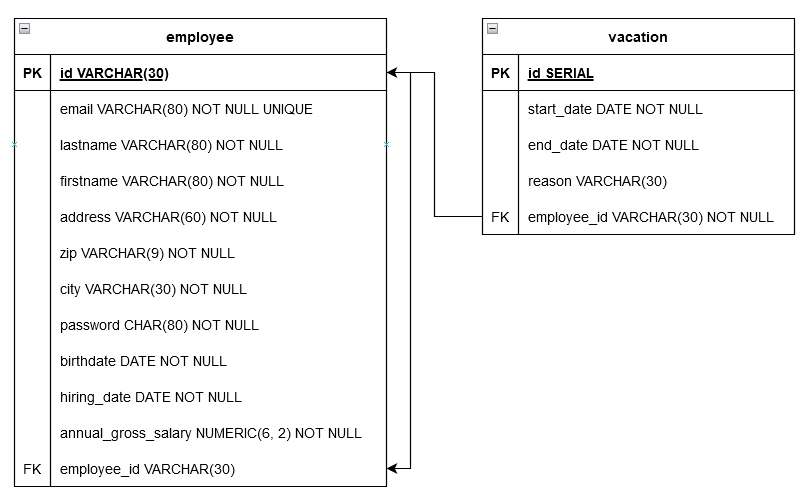 employee
PK id VARCHAR(30)
email VARCHAR(80) NOT NULL UNIQUE
lastname VARCHAR(80) NOT NULL
firstname VARCHAR(80) NOT NULL
address VARCHAR(60) NOT NULL
zip VARCHAR(9) NOT NULL
city VARCHAR(30) NOT NULL
password CHAR(80) NOT NULL
birthdate DATE NOT NULL
hiring_date DATE NOT NULL
annual_gross_salary NUMERIC(6, 2) NOT NULL
FK employee_id VARCHAR(30)
vacation
PK id SERIAL
start_date DATE NOT NULL
end_date DATE NOT NULL
reason VARCHAR(30)
FK employee_id VARCHAR(30) NOT NULL